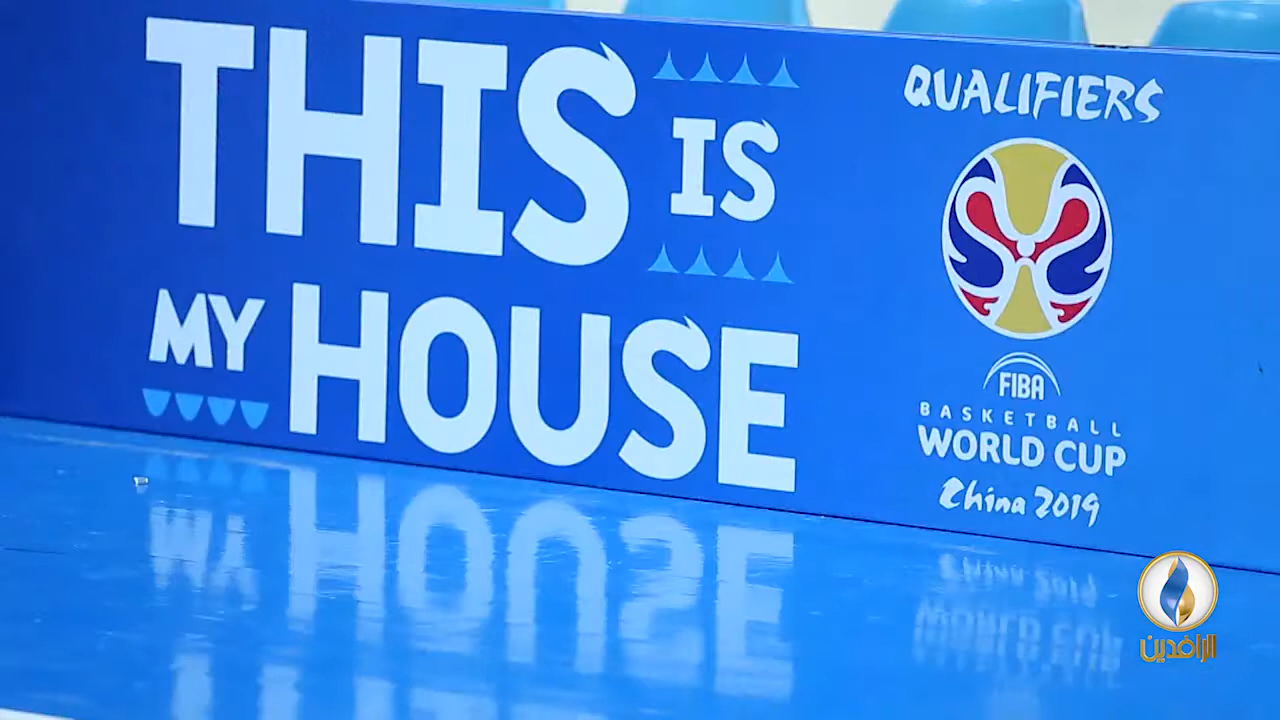 THIS IS
MY HOUSE
QUALIFIERS
FIBA
BASKETBALL
WORLD CUP
China 2019
الرافدين